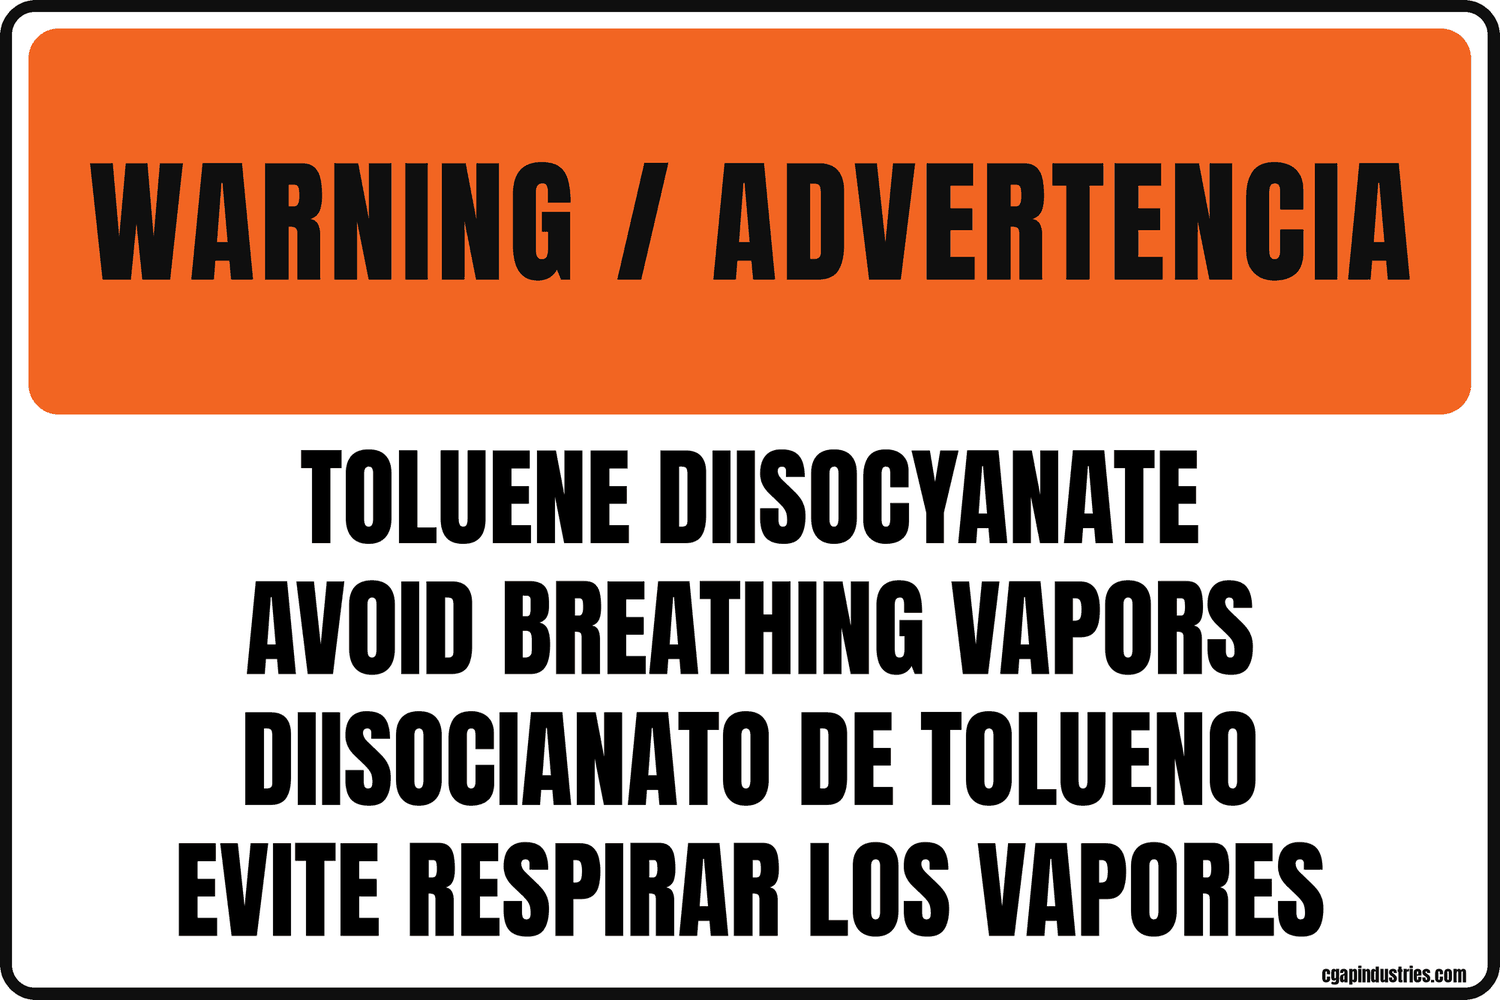 WARNING / ADVERTENCIA
TOLUENE DIISOCYANATE
AVOID BREATHING VAPORS
DIISOCIANATO DE TOLUENO
EVITE RESPIRAR LOS VAPORES
cgapindustries.com